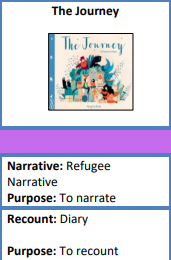 The Journey
The Journey
Narrative: Refugee
Narrative
Purpose: To narrate
Recount: Diary
Purpose: To recount